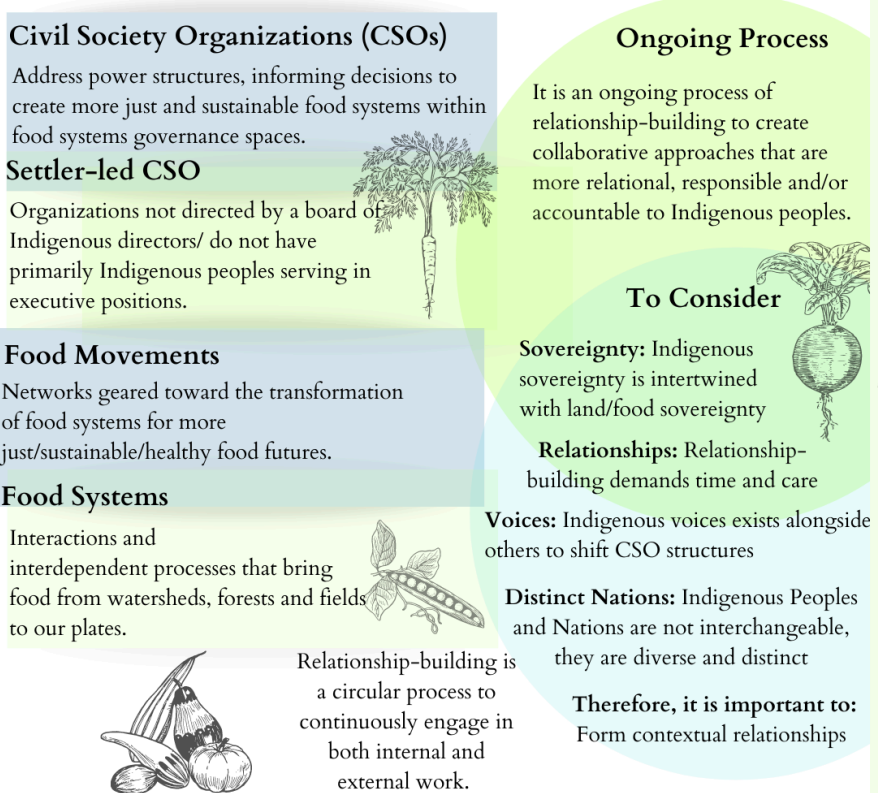 Civil Society Organizations (CSOs)
Address power structures, informing decisions to
create more just and sustainable food systems within
food systems governance spaces.
Settler-led CSO
Organizations not directed by a board of
Indigenous directors/ do not have
primarily Indigenous peoples serving in
executive positions.
Food Movements
Networks geared toward the transformation
of food systems for more
just/sustainable/healthy food futures.
Food Systems
Interactions and
interdependent processes that bring
food from watersheds, forests and fields
to our plates.
Relationship-building is
a circular process to
continuously engage in
both internal and
external work.
Ongoing Process
It is an ongoing process of
relationship-building to create
collaborative approaches that are
more relational, responsible and/or
accountable to Indigenous peoples.
To Consider
Sovereignty: Indigenous
sovereignty is intertwined
with land/food sovereignty
Relationships: Relationship-
building demands time and care
Voices: Indigenous voices exists alongside
others to shift CSO structures
Distinct Nations: Indigenous Peoples
and Nations are not interchangeable,
they are diverse and distinct
Therefore, it is important to:
Form contextual relationships